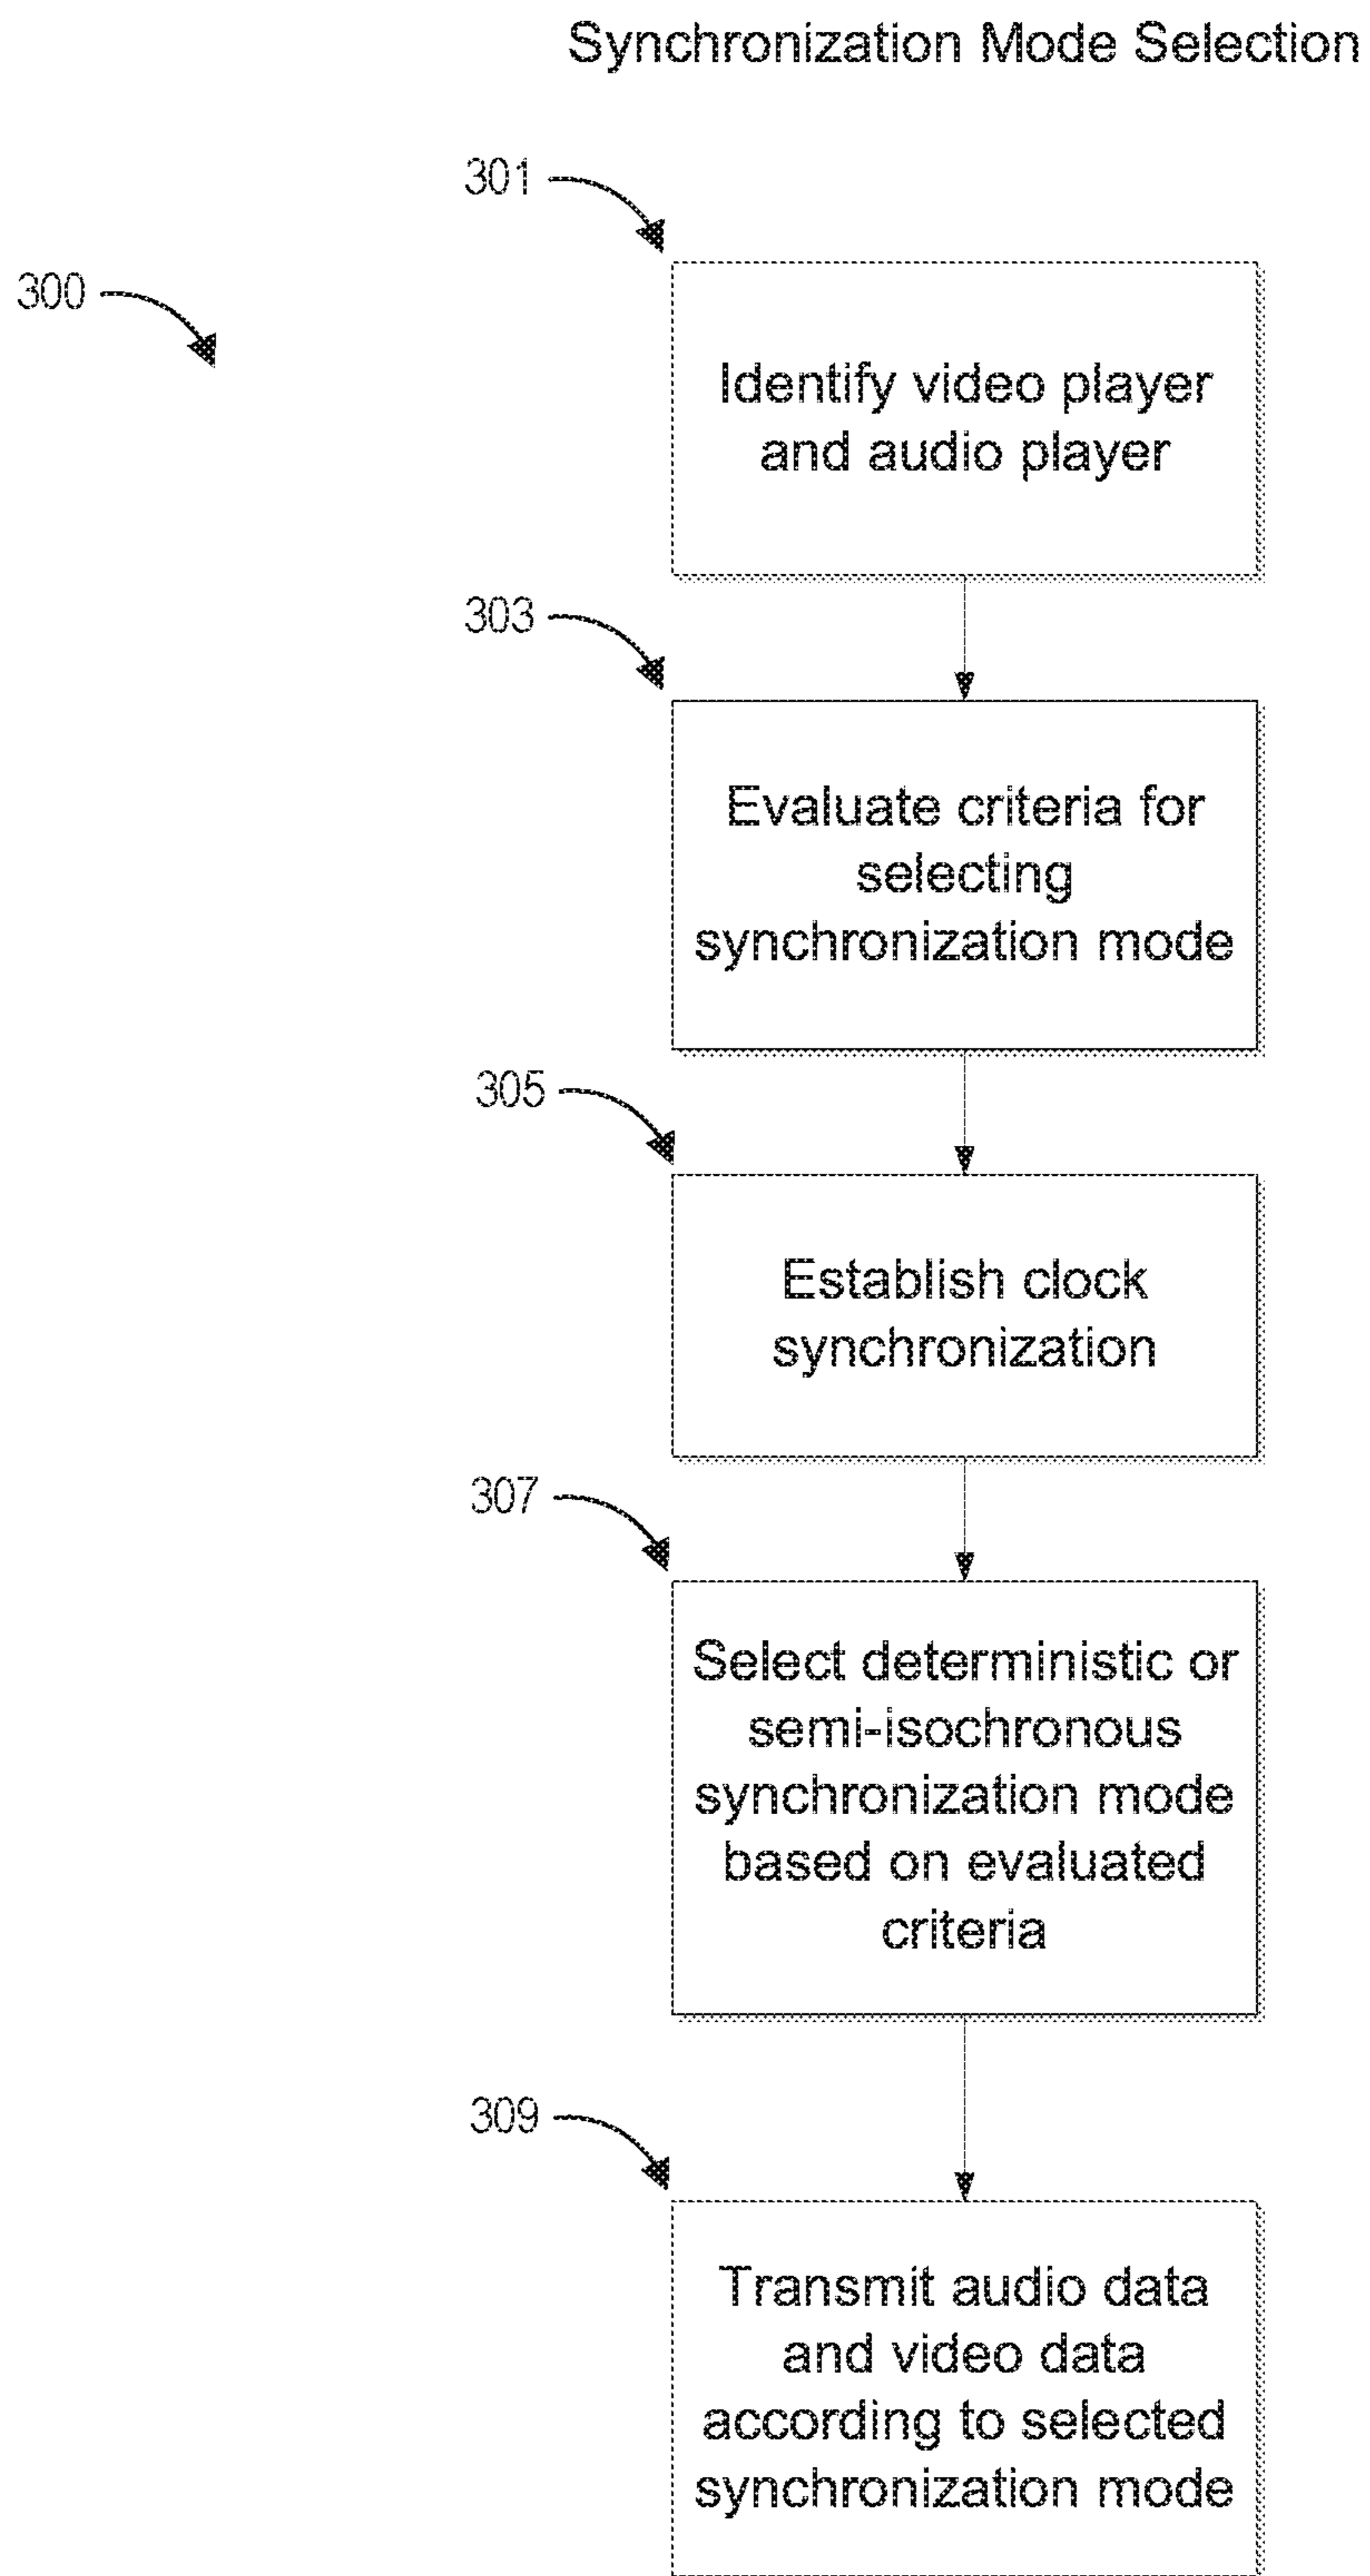 Synchronization Mode Selection
301
300
Identify video player
and audio player
303
Evaluate criteria for
selecting
synchronization mode
305
Establish clock
synchronization
307
Select deterministic or
semi-isochronous
synchronization mode
based on evaluated
criteria
309
Transmit audio data
and video data
according to selected
synchronization mode